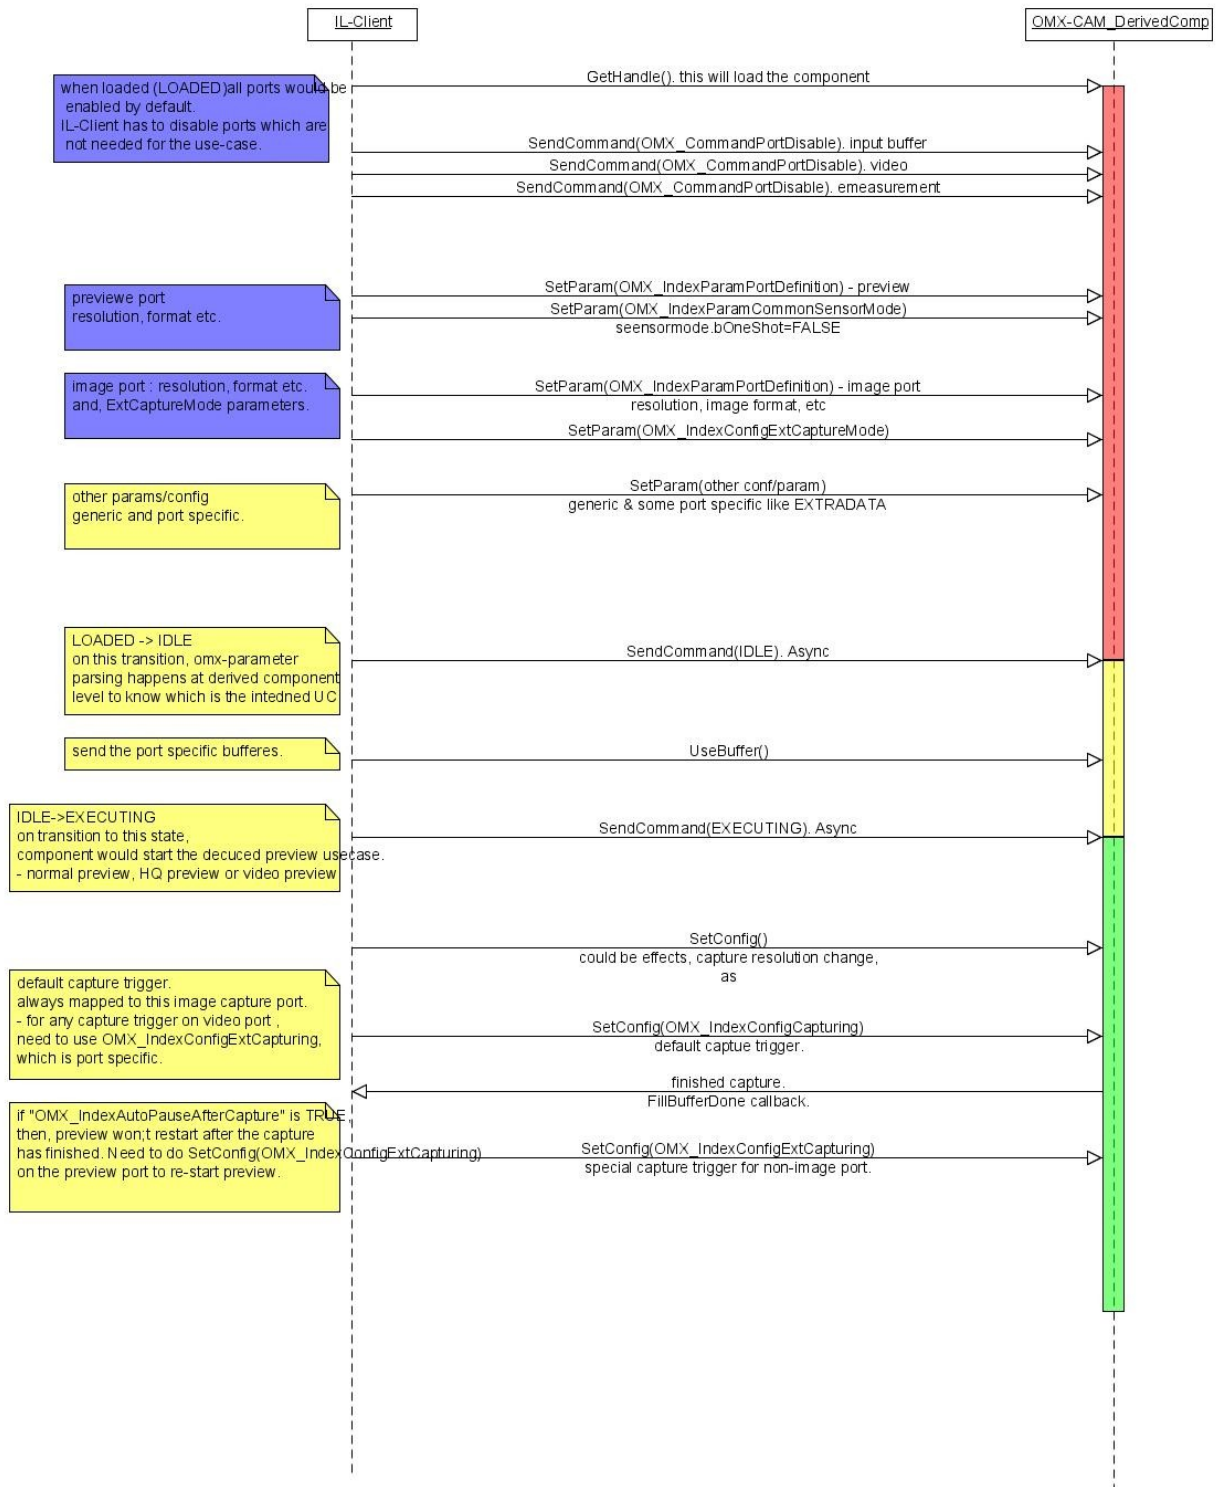 IL-Client
OMX-CAM_DerivedComp
GetHandle(). this will load the component
when loaded (LOADED)all ports would be
enabled by default.
IL-Client has to disable ports which are
not needed for the use-case.
SendCommand(OMX_CommandPortDisable). input buffer
SendCommand(OMX_CommandPortDisable). video
SendCommand(OMX_CommandPortDisable). emeasurement
previewe port
resolution, format etc.
SetParam(OMX_IndexParamPortDefinition) - preview
SetParam(OMX_IndexParamCommonSensorMode)
seensormode.bOneShot=FALSE
image port : resolution, format etc.
and, ExtCaptureMode parameters.
SetParam(OMX_IndexParamPortDefinition) - image port
resolution, image format, etc
SetParam(OMX_IndexConfigExtCaptureMode)
other params/config
generic and port specific.
SetParam(other conf/param)
generic & some port specific like EXTRADATA
LOADED -> IDLE
on this transition, omx-parameter
parsing happens at derived component
level to know which is the intedned UC
SendCommand(IDLE). Async
send the port specific bufferes.
UseBuffer()
IDLE->EXECUTING
on transition to this state,
component would start the decuced preview usecase.
- normal preview, HQ preview or video preview
SendCommand(EXECUTING). Async
SetConfig()
could be effects, capture resolution change,
as
default capture trigger.
always mapped to this image capture port.
- for any capture trigger on video port ,
need to use OMX_IndexConfigExtCapturing,
which is port specific.
SetConfig(OMX_IndexConfigCapturing)
default captue trigger.
finished capture.
FillBufferDone callback.
if "OMX_IndexAutoPauseAfterCapture" is TRUE,
then, preview won;t restart after the capture
has finished. Need to do SetConfig(OMX_IndexConfigExtCapturing)
on the preview port to re-start preview.
SetConfig(OMX_IndexConfigExtCapturing)
special capture trigger for non-image port.